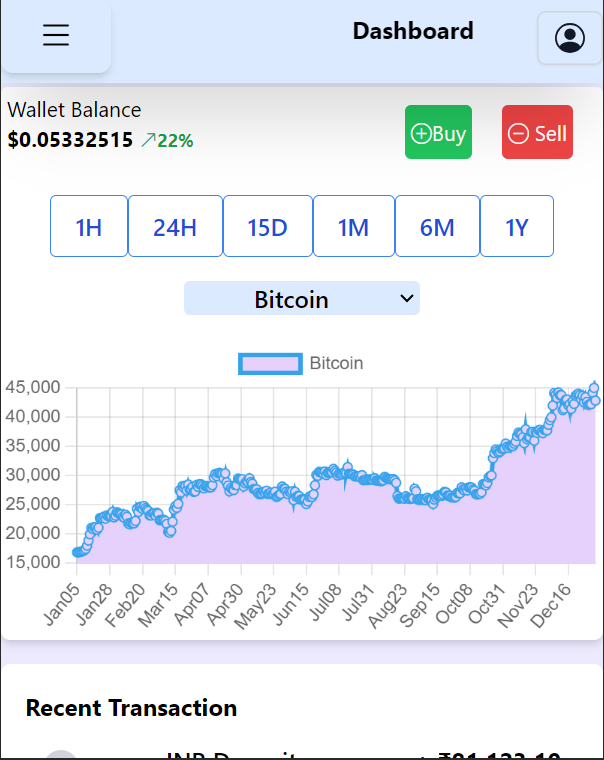 Dashboard
Wallet Balance
$0.05332515 22%
Buy
Sell
1H 24H 15D 1M 6M 1Y
Bitcoin
Bitcoin
45,000
40,000
35,000
30,000
25,000
20,000
15,000
Jan05 Jan28 Feb20 Mar15 Apr07 Apr30 May23 Jun15 Jul08 Jul31 Aug23 Sep15 Oct08 Oct31 Nov23 Dec16
Recent Transaction
INR Deposit